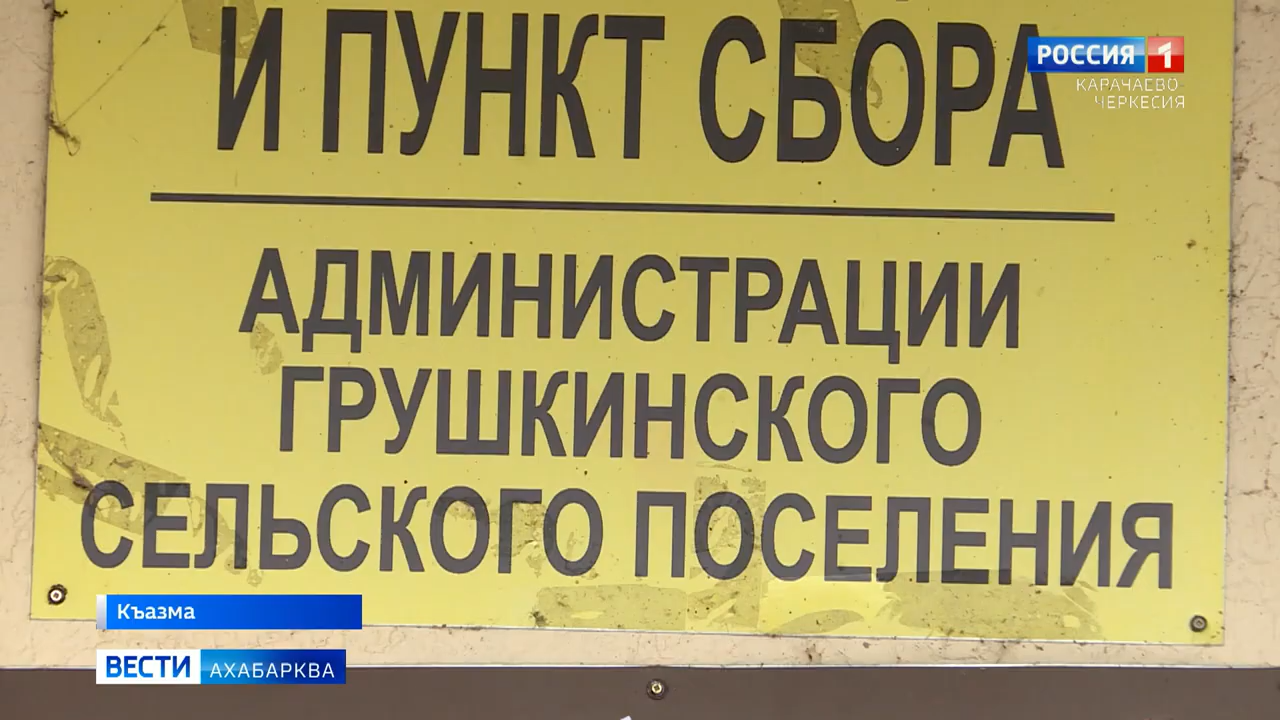 И ПУНКТ СБОРА
РОССИЯ 1
КАРАЧАЕВО
ЧЕРКЕСИЯ
АДМИНИСТРАЦИИ
ГРУШКИНСКОГО
СЕЛЬСКОГО ПОСЕЛЕНИЯ
Къазма
ВЕСТИ АХАБАРКВА